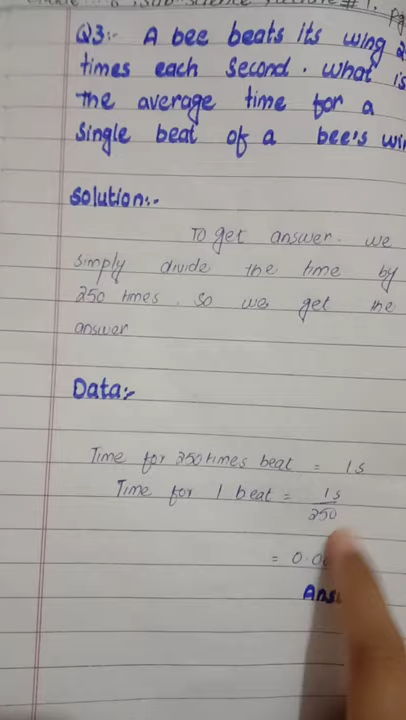 Q3:- A bee beats its wing
times each second. what is
the average time for a
single beat of a bee's
Solution:-
To get answer. we
simply divide the time by
250 times. so we get the
answer
Data:-
Time for 250 times beat = 1s
Time for 1 beat = 1s
250
= 0.0